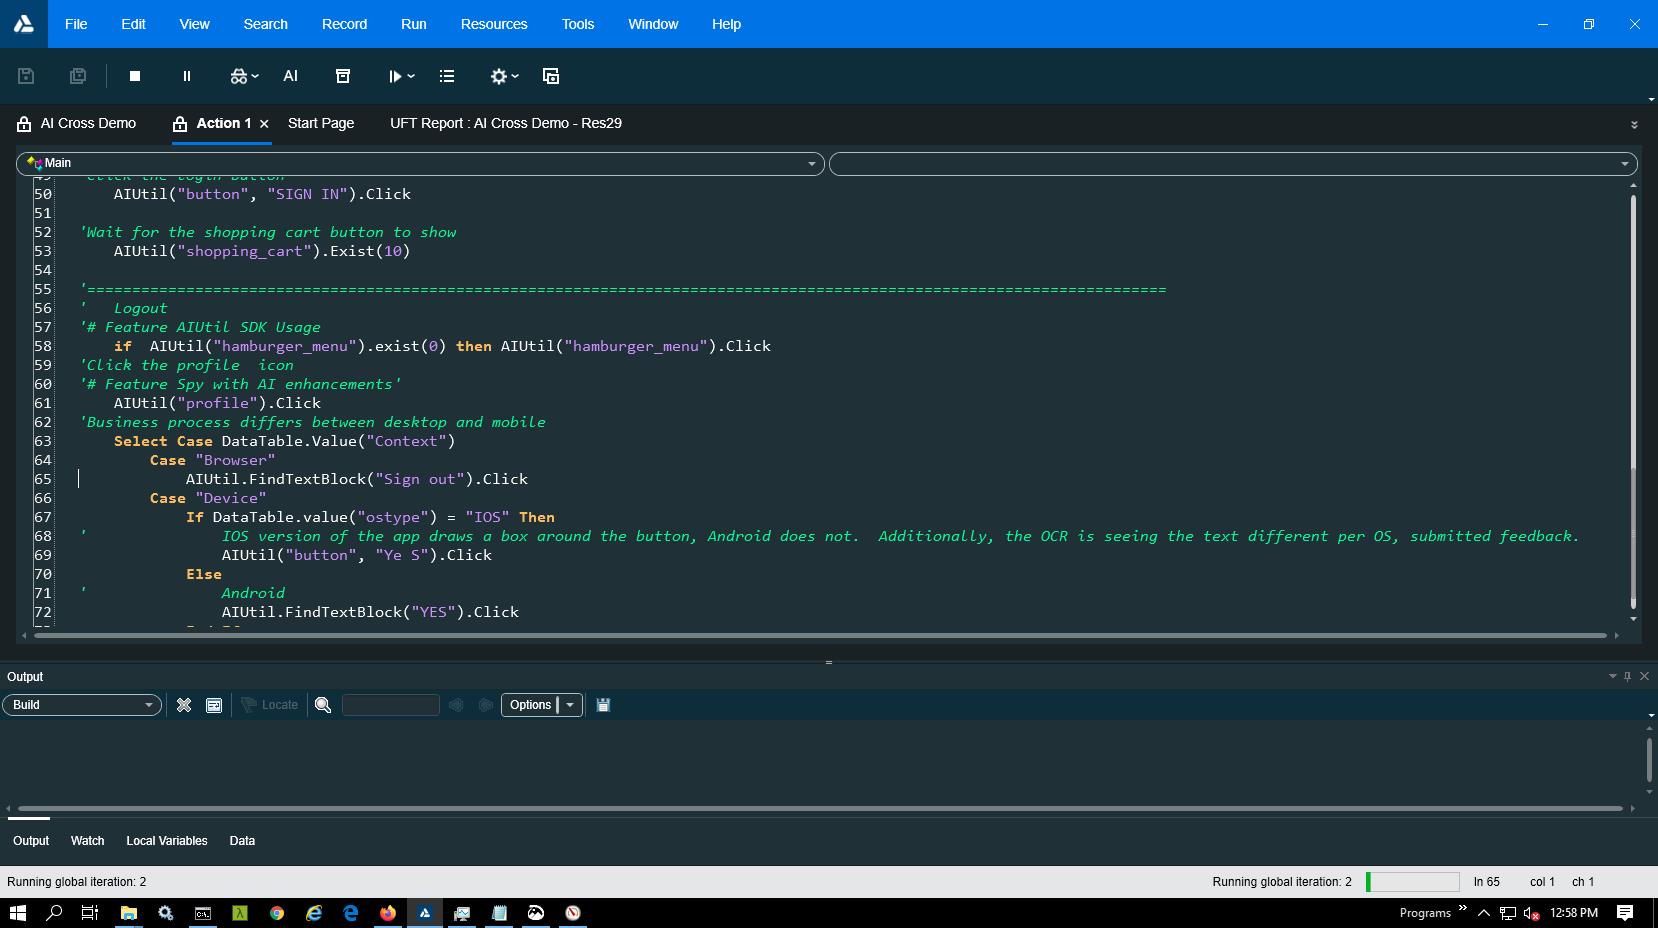 File Edit View Search Record Run Resources Tools Window Help
AI
AI Cross Demo Action 1 × Start Page UFT Report : AI Cross Demo - Res29
Main
49 'Click the login button
50 AIUtil("button", "SIGN IN").Click
51
52 'Wait for the shopping cart button to show
53 AIUtil("shopping_cart").Exist(10)
54
55 '========================================================================================================================
56 ' Logout
57 '# Feature AIUtil SDK Usage
58 if AIUtil("hamburger_menu").exist(0) then AIUtil("hamburger_menu").Click
59 'Click the profile icon
60 '# Feature Spy with AI enhancements'
61 AIUtil("profile").Click
62 'Business process differs between desktop and mobile
63 Select Case DataTable.Value("Context")
64 Case "Browser"
65 AIUtil.FindTextBlock("Sign out").Click
66 Case "Device"
67 If DataTable.value("ostype") = "IOS" Then
68 ' IOS version of the app draws a box around the button, Android does not. Additionally, the OCR is seeing the text different per OS, submitted feedback.
69 AIUtil("button", "Ye S").Click
70 Else
71 ' Android
72 AIUtil.FindTextBlock("YES").Click
Output
Build Locate Options
Output Watch Local Variables Data
Running global iteration: 2 Running global iteration: 2 ln 65 col 1 ch 1
Programs » 12:58 PM